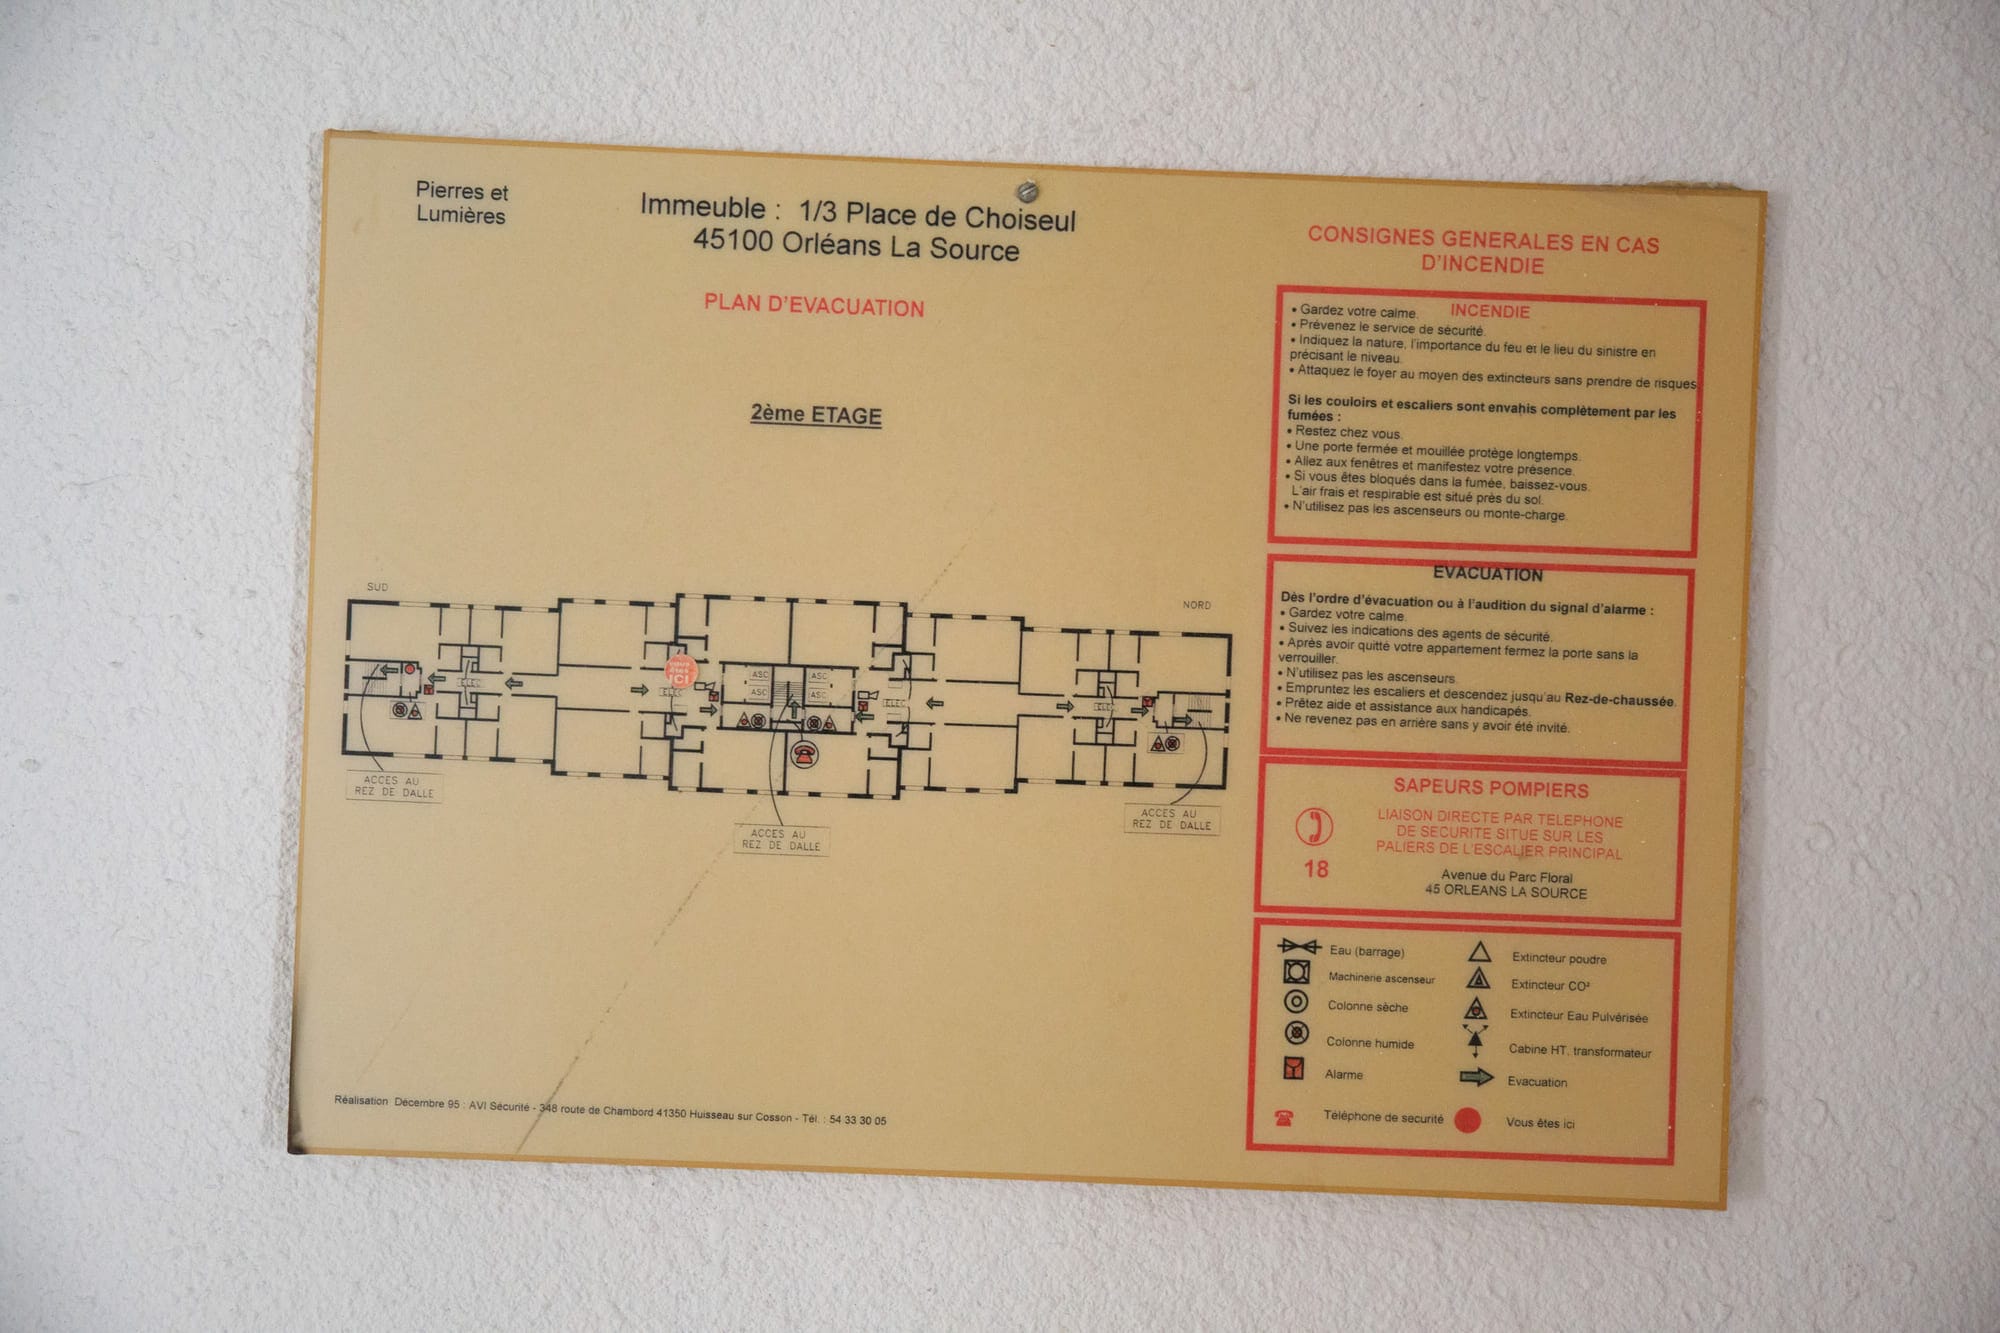 Pierres et
Lumières
Immeuble : 1/3 Place de Choiseul
45100 Orléans La Source
PLAN D'EVACUATION
2ème ETAGE
SUD
NORD
vous
êtes
ICI
ELEC
ELEC
ASC
ASC
ASC
ASC
ELEC
ELEC
ACCES AU
REZ DE DALLE
ACCES AU
REZ DE DALLE
ACCES AU
REZ DE DALLE
Réalisation Décembre 95 : AVI Sécurité - 348 route de Chambord 41350 Huisseau sur Cosson - Tél. : 54 33 30 05
CONSIGNES GENERALES EN CAS
D'INCENDIE
INCENDIE
• Gardez votre calme.
• Prévenez le service de sécurité.
• Indiquez la nature, l'importance du feu et le lieu du sinistre en
précisant le niveau.
• Attaquez le foyer au moyen des extincteurs sans prendre de risques
Si les couloirs et escaliers sont envahis complètement par les
fumées :
• Restez chez vous.
• Une porte fermée et mouillée protège longtemps.
• Allez aux fenêtres et manifestez votre présence.
• Si vous êtes bloqués dans la fumée, baissez-vous.
L'air frais et respirable est situé près du sol.
• N'utilisez pas les ascenseurs ou monte-charge.
EVACUATION
Dès l'ordre d'évacuation ou à l'audition du signal d'alarme :
• Gardez votre calme.
• Suivez les indications des agents de sécurité.
• Après avoir quitté votre appartement fermez la porte sans la
verrouiller.
• N'utilisez pas les ascenseurs.
• Empruntez les escaliers et descendez jusqu'au Rez-de-chaussée.
• Prêtez aide et assistance aux handicapés.
• Ne revenez pas en arrière sans y avoir été invité.
SAPEURS POMPIERS
LIAISON DIRECTE PAR TELEPHONE
DE SECURITE SITUE SUR LES
PALIERS DE L'ESCALIER PRINCIPAL
18
Avenue du Parc Floral
45 ORLEANS LA SOURCE
Eau (barrage)
Machinerie ascenseur
Colonne sèche
Colonne humide
Alarme
Téléphone de securité
Extincteur poudre
Extincteur CO²
Extincteur Eau Pulvérisée
Cabine HT, transformateur
Evacuation
Vous êtes ici